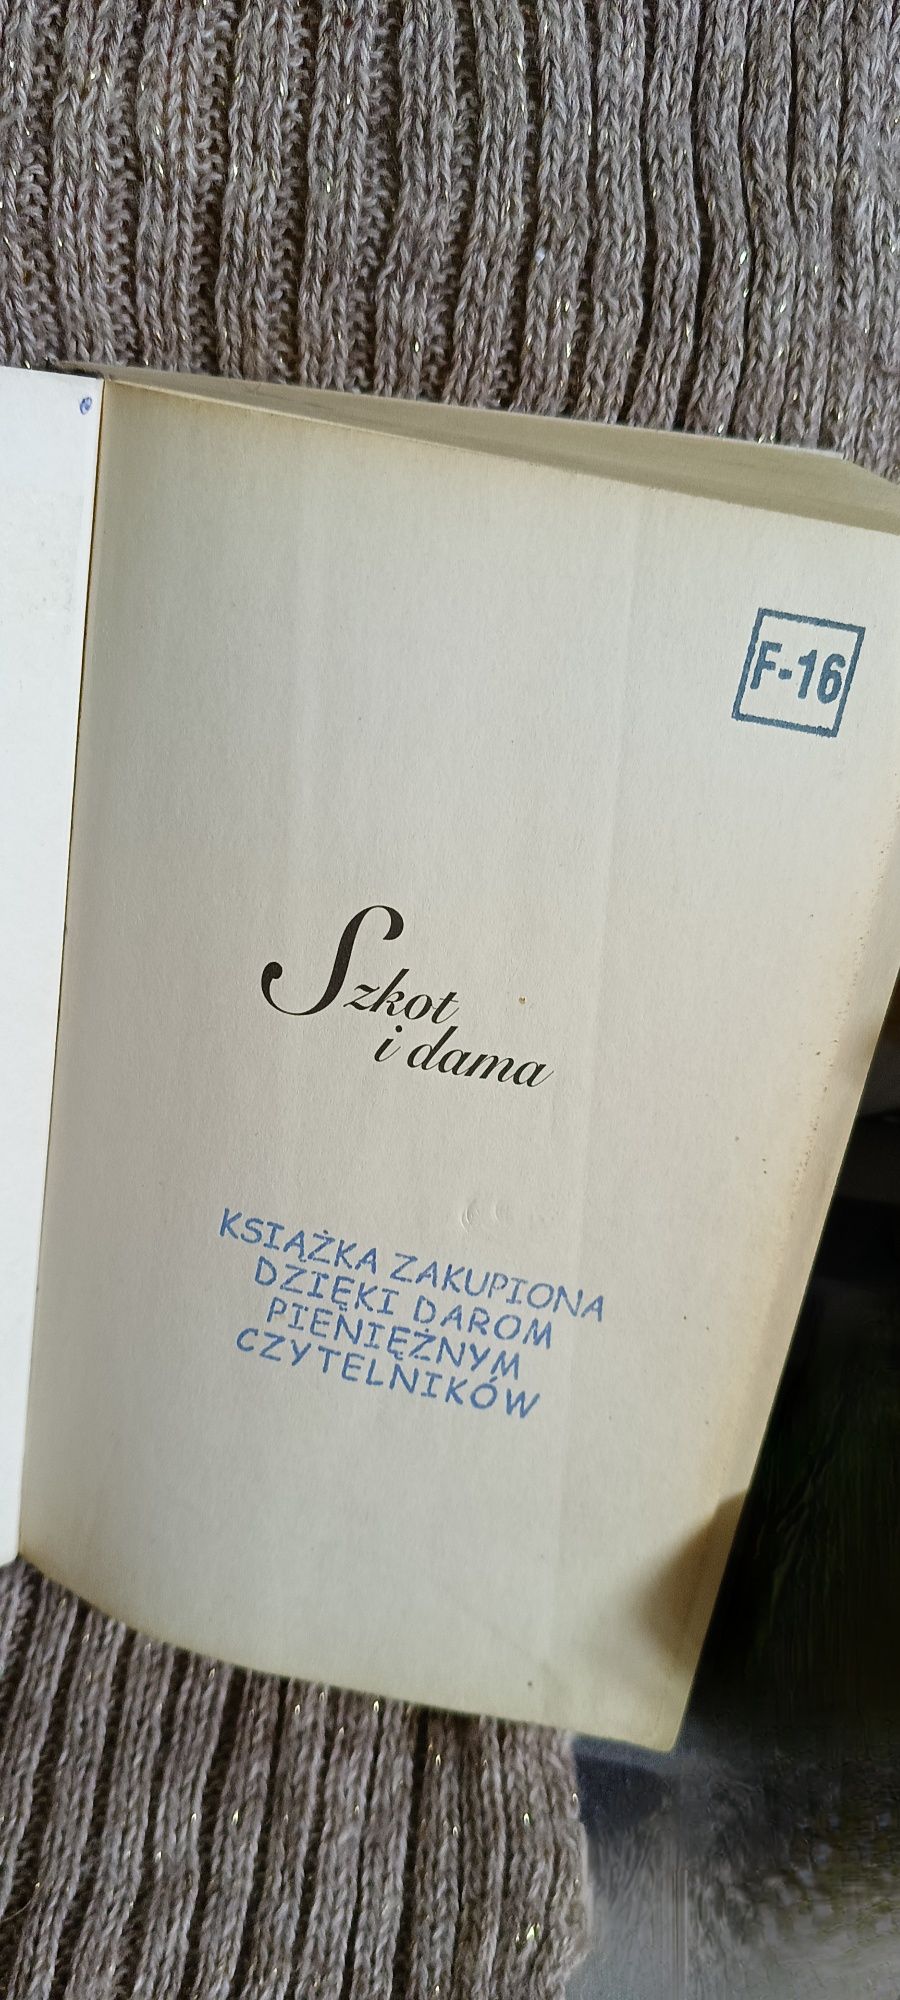 F-16
Szkot
i dama
KSIĄŻKA ZAKUPIONA
DZIĘKI DAROM
PIENIĘŻNYM
CZYTELNIKÓW